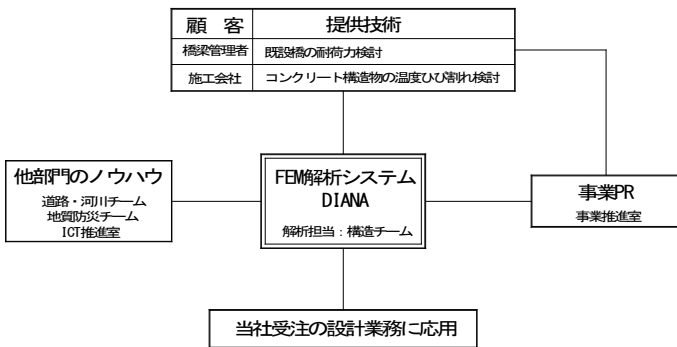 顧　客　提供技術
橋梁管理者　既設橋の耐荷力検討
施工会社　コンクリート構造物の温度ひび割れ検討
他部門のノウハウ
道路・河川チーム
地質防災チーム
ICT推進室
FEM解析システム
DIANA
解析担当：構造チーム
事業PR
事業推進室
当社受注の設計業務に応用